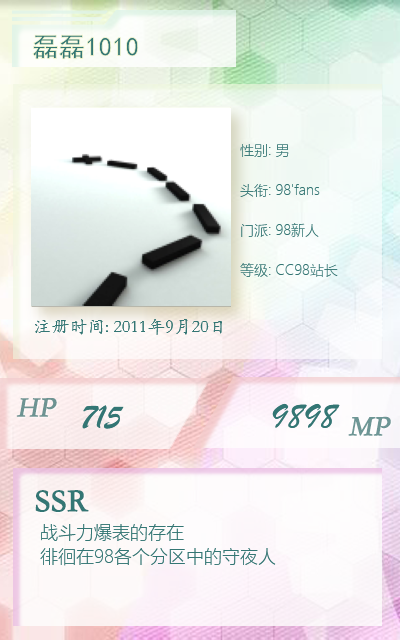 磊磊1010
性别: 男
头衔: 98'fans
门派: 98新人
等级: CC98站长
注册时间: 2011年9月20日
HP 715
9898 MP
SSR
战斗力爆表的存在
徘徊在98各个分区中的守夜人